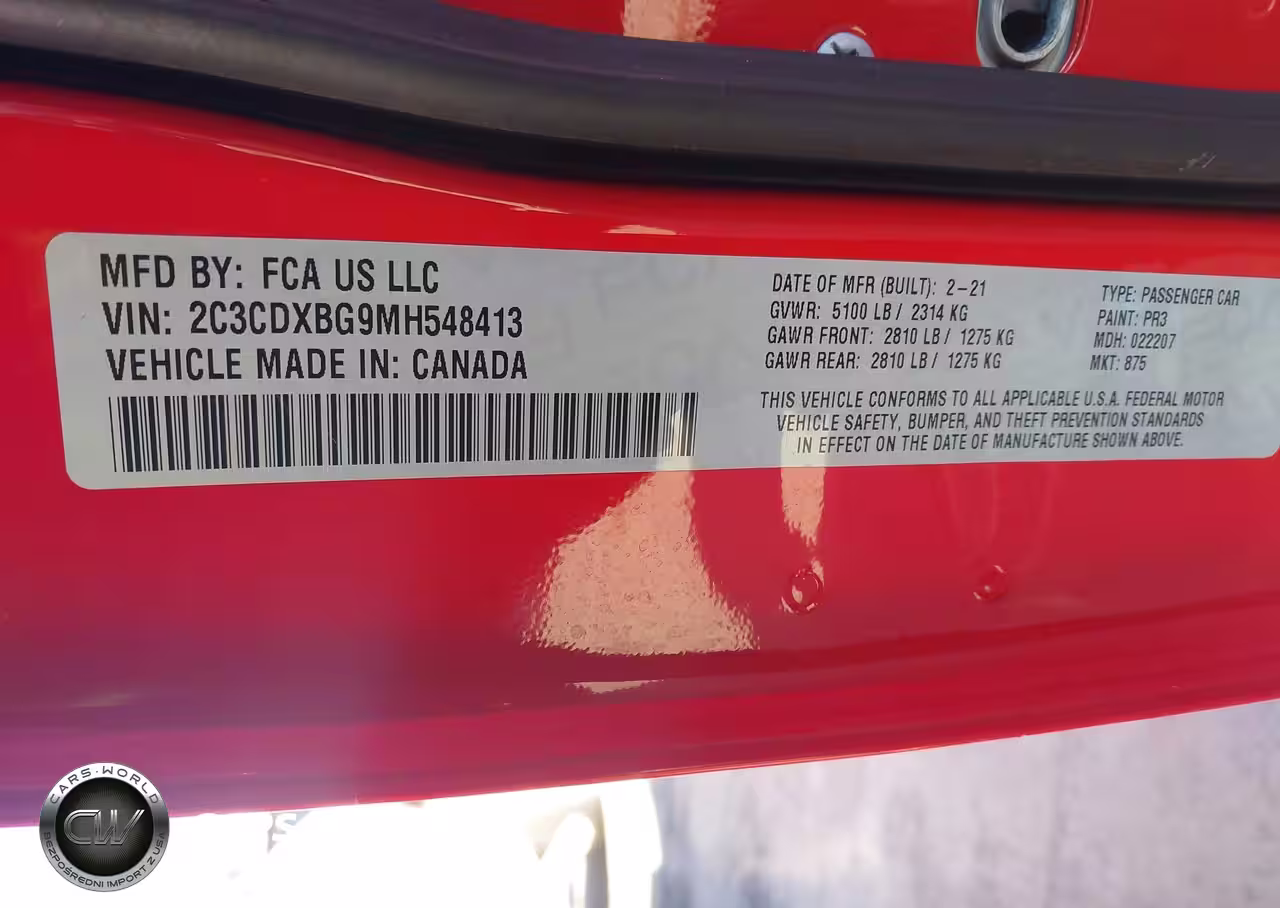 MFD BY: FCA US LLC
VIN: 2C3CDXBG9MH548413
VEHICLE MADE IN: CANADA
DATE OF MFR (BUILT): 2-21
GVWR: 5100 LB / 2314 KG
GAWR FRONT: 2810 LB / 1275 KG
GAWR REAR: 2810 LB / 1275 KG
TYPE: PASSENGER CAR
PAINT: PR3
MDH: 022207
MKT: 875
THIS VEHICLE CONFORMS TO ALL APPLICABLE U.S.A. FEDERAL MOTOR
VEHICLE SAFETY, BUMPER, AND THEFT PREVENTION STANDARDS
IN EFFECT ON THE DATE OF MANUFACTURE SHOWN ABOVE.
CARS·WORLD
CW
BEZPOŚREDNI IMPORT Z USA